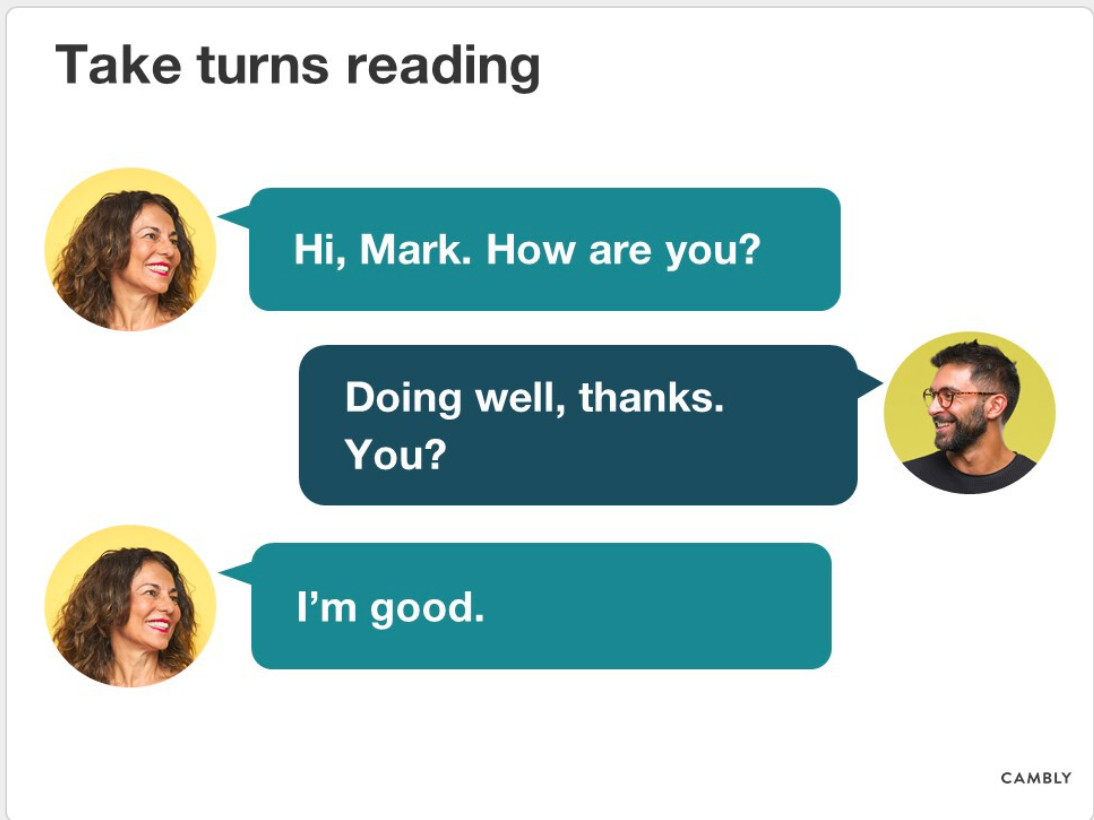 Take turns reading
Hi, Mark. How are you?
Doing well, thanks.
You?
I’m good.
CAMBLY